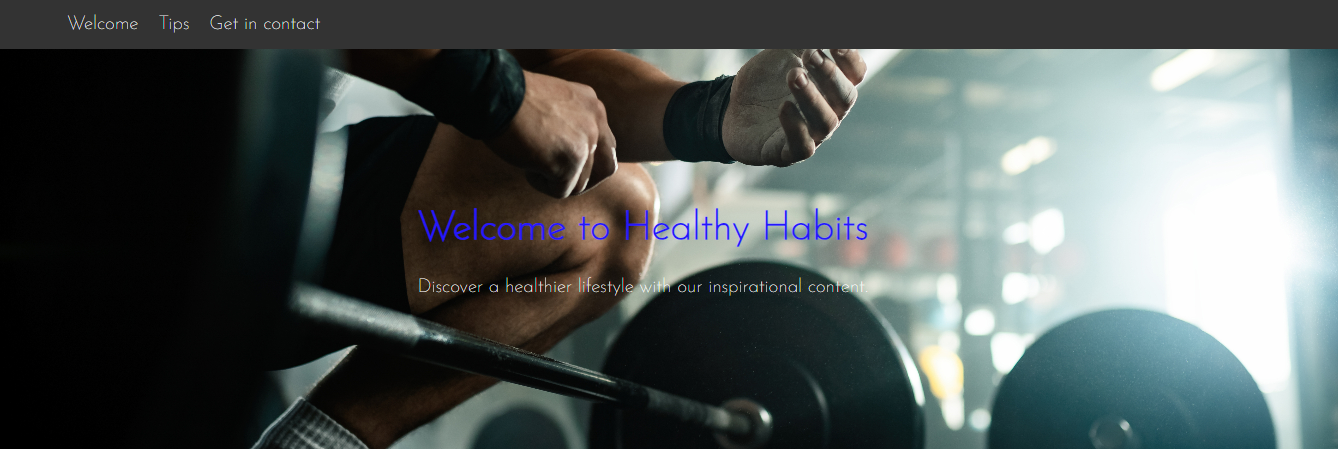 Welcome Tips Get in contact
Welcome to Healthy Habits
Discover a healthier lifestyle with our inspirational content.